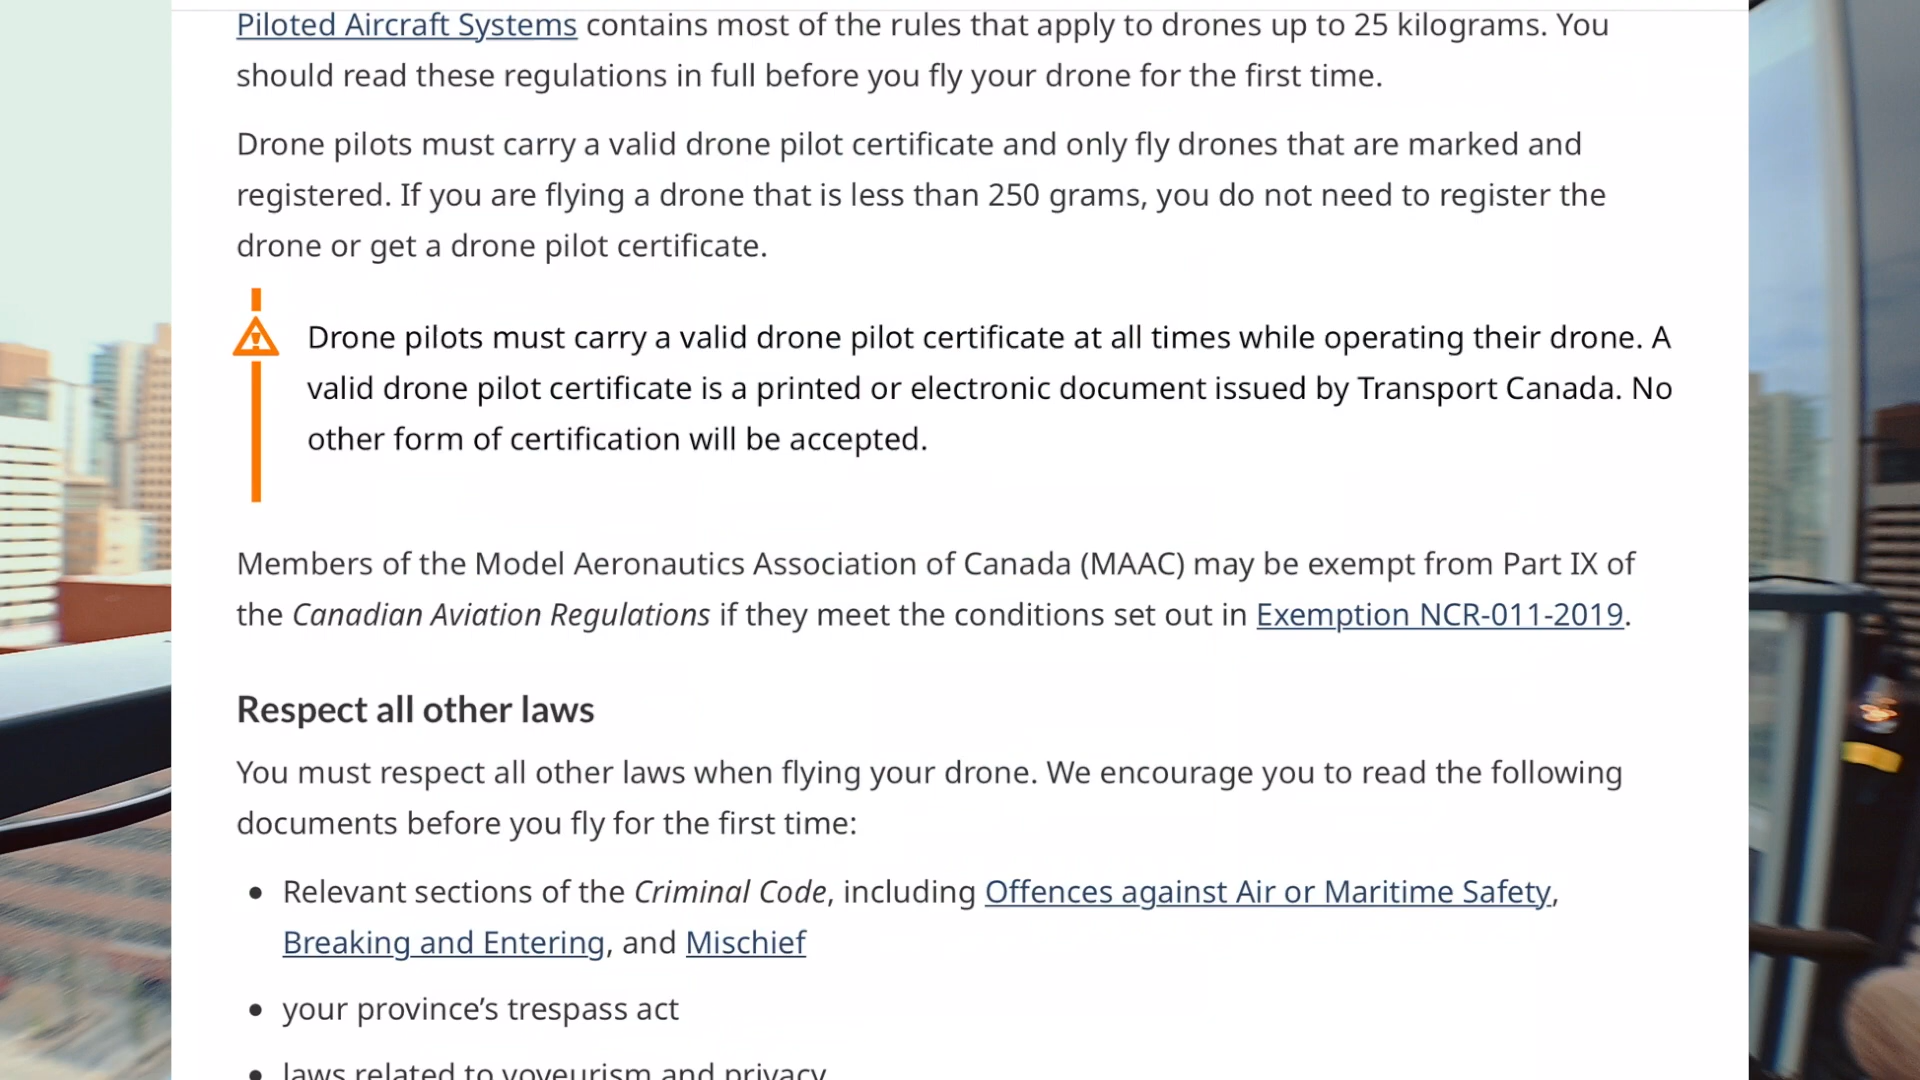 Piloted Aircraft Systems contains most of the rules that apply to drones up to 25 kilograms. You
should read these regulations in full before you fly your drone for the first time.
Drone pilots must carry a valid drone pilot certificate and only fly drones that are marked and
registered. If you are flying a drone that is less than 250 grams, you do not need to register the
drone or get a drone pilot certificate.
Drone pilots must carry a valid drone pilot certificate at all times while operating their drone. A
valid drone pilot certificate is a printed or electronic document issued by Transport Canada. No
other form of certification will be accepted.
Members of the Model Aeronautics Association of Canada (MAAC) may be exempt from Part IX of
the Canadian Aviation Regulations if they meet the conditions set out in Exemption NCR-011-2019.
Respect all other laws
You must respect all other laws when flying your drone. We encourage you to read the following
documents before you fly for the first time:
• Relevant sections of the Criminal Code, including Offences against Air or Maritime Safety,
Breaking and Entering, and Mischief
• your province’s trespass act
• laws related to voyeurism and privacy